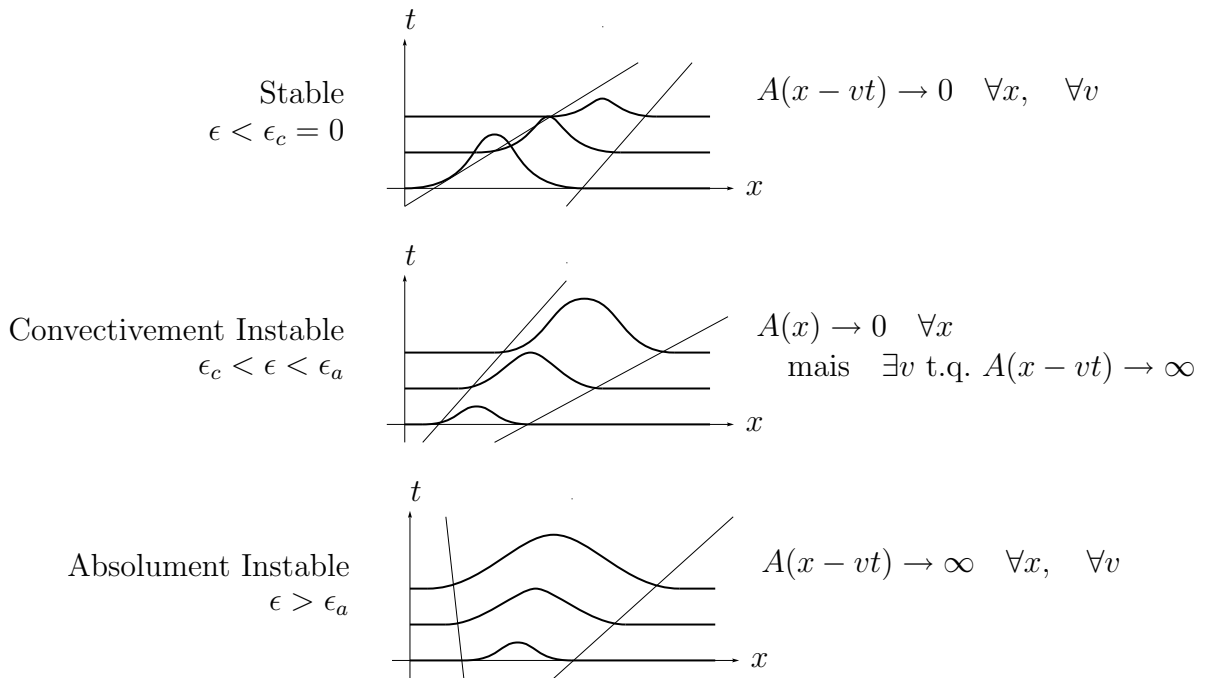 t
Stable
ϵ < ϵ_c = 0
A(x − vt) → 0 ∀x, ∀v
x
t
Convectivement Instable
ϵ_c < ϵ < ϵ_a
A(x) → 0 ∀x
mais ∃v t.q. A(x − vt) → ∞
x
t
Absolument Instable
ϵ > ϵ_a
A(x − vt) → ∞ ∀x, ∀v
x